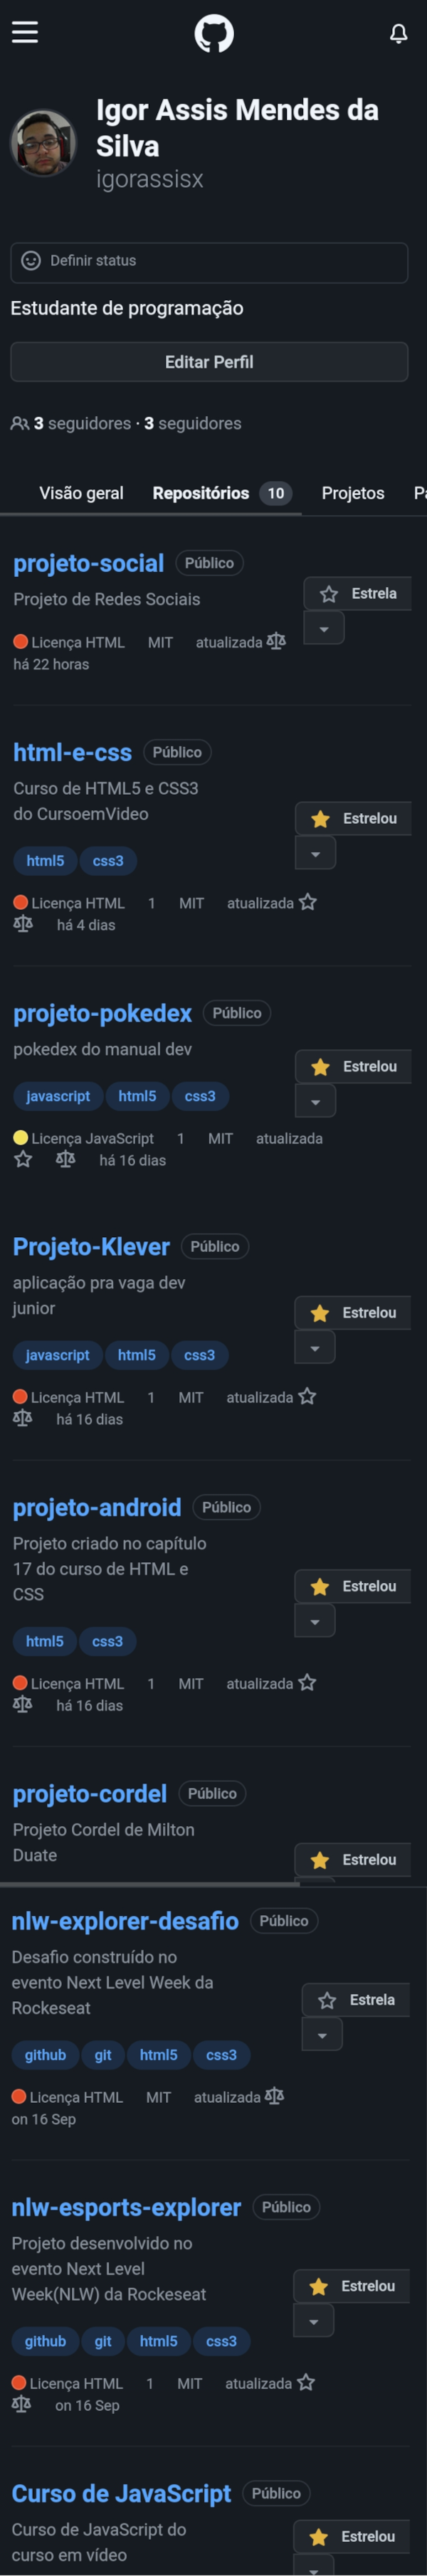 Igor Assis Mendes da
Silva
igorassisx
Definir status
Estudante de programação
Editar Perfil
3 seguidores · 3 seguidores
Visão geral Repositórios 10 Projetos Pa
projeto-social Público
Projeto de Redes Sociais
Estrela
Licença HTML MIT atualizada
há 22 horas
html-e-css Público
Curso de HTML5 e CSS3
do CursoemVideo
Estrelou
html5 css3
Licença HTML 1 MIT atualizada
há 4 dias
projeto-pokedex Público
pokedex do manual dev
Estrelou
javascript html5 css3
Licença JavaScript 1 MIT atualizada
há 16 dias
Projeto-Klever Público
aplicação pra vaga dev
junior
Estrelou
javascript html5 css3
Licença HTML 1 MIT atualizada
há 16 dias
projeto-android Público
Projeto criado no capítulo
17 do curso de HTML e
CSS
Estrelou
html5 css3
Licença HTML 1 MIT atualizada
há 16 dias
projeto-cordel Público
Projeto Cordel de Milton
Duate
Estrelou
nlw-explorer-desafio Público
Desafio construído no
evento Next Level Week da
Rockeseat
Estrela
github git html5 css3
Licença HTML MIT atualizada
on 16 Sep
nlw-esports-explorer Público
Projeto desenvolvido no
evento Next Level
Week(NLW) da Rockeseat
Estrelou
github git html5 css3
Licença HTML 1 MIT atualizada
on 16 Sep
Curso de JavaScript Público
Curso de JavaScript do
curso em vídeo
Estrelou